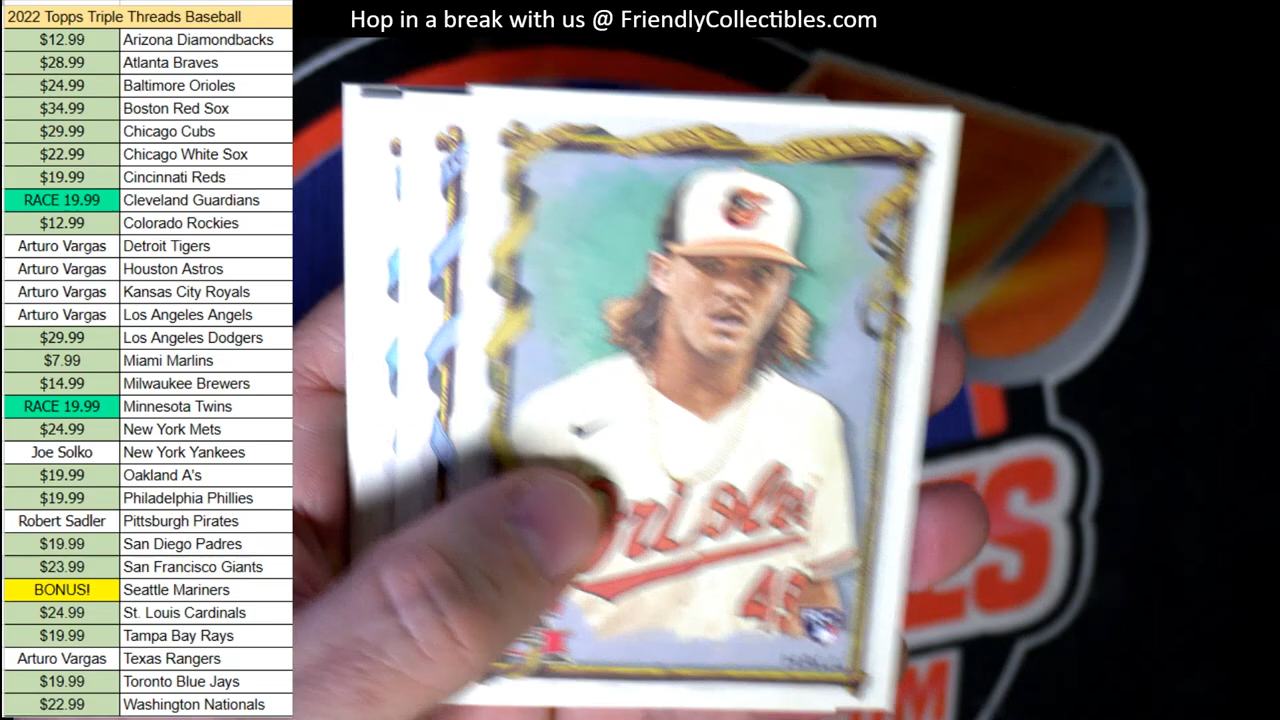 Hop in a break with us @ FriendlyCollectibles.com
2022 Topps Triple Threads Baseball
$12.99 Arizona Diamondbacks
$28.99 Atlanta Braves
$24.99 Baltimore Orioles
$34.99 Boston Red Sox
$29.99 Chicago Cubs
$22.99 Chicago White Sox
$19.99 Cincinnati Reds
RACE 19.99 Cleveland Guardians
$12.99 Colorado Rockies
Arturo Vargas Detroit Tigers
Arturo Vargas Houston Astros
Arturo Vargas Kansas City Royals
Arturo Vargas Los Angeles Angels
$29.99 Los Angeles Dodgers
$7.99 Miami Marlins
$14.99 Milwaukee Brewers
RACE 19.99 Minnesota Twins
$24.99 New York Mets
Joe Solko New York Yankees
$19.99 Oakland A's
$19.99 Philadelphia Phillies
Robert Sadler Pittsburgh Pirates
$19.99 San Diego Padres
$23.99 San Francisco Giants
BONUS! Seattle Mariners
$24.99 St. Louis Cardinals
$19.99 Tampa Bay Rays
Arturo Vargas Texas Rangers
$19.99 Toronto Blue Jays
$22.99 Washington Nationals